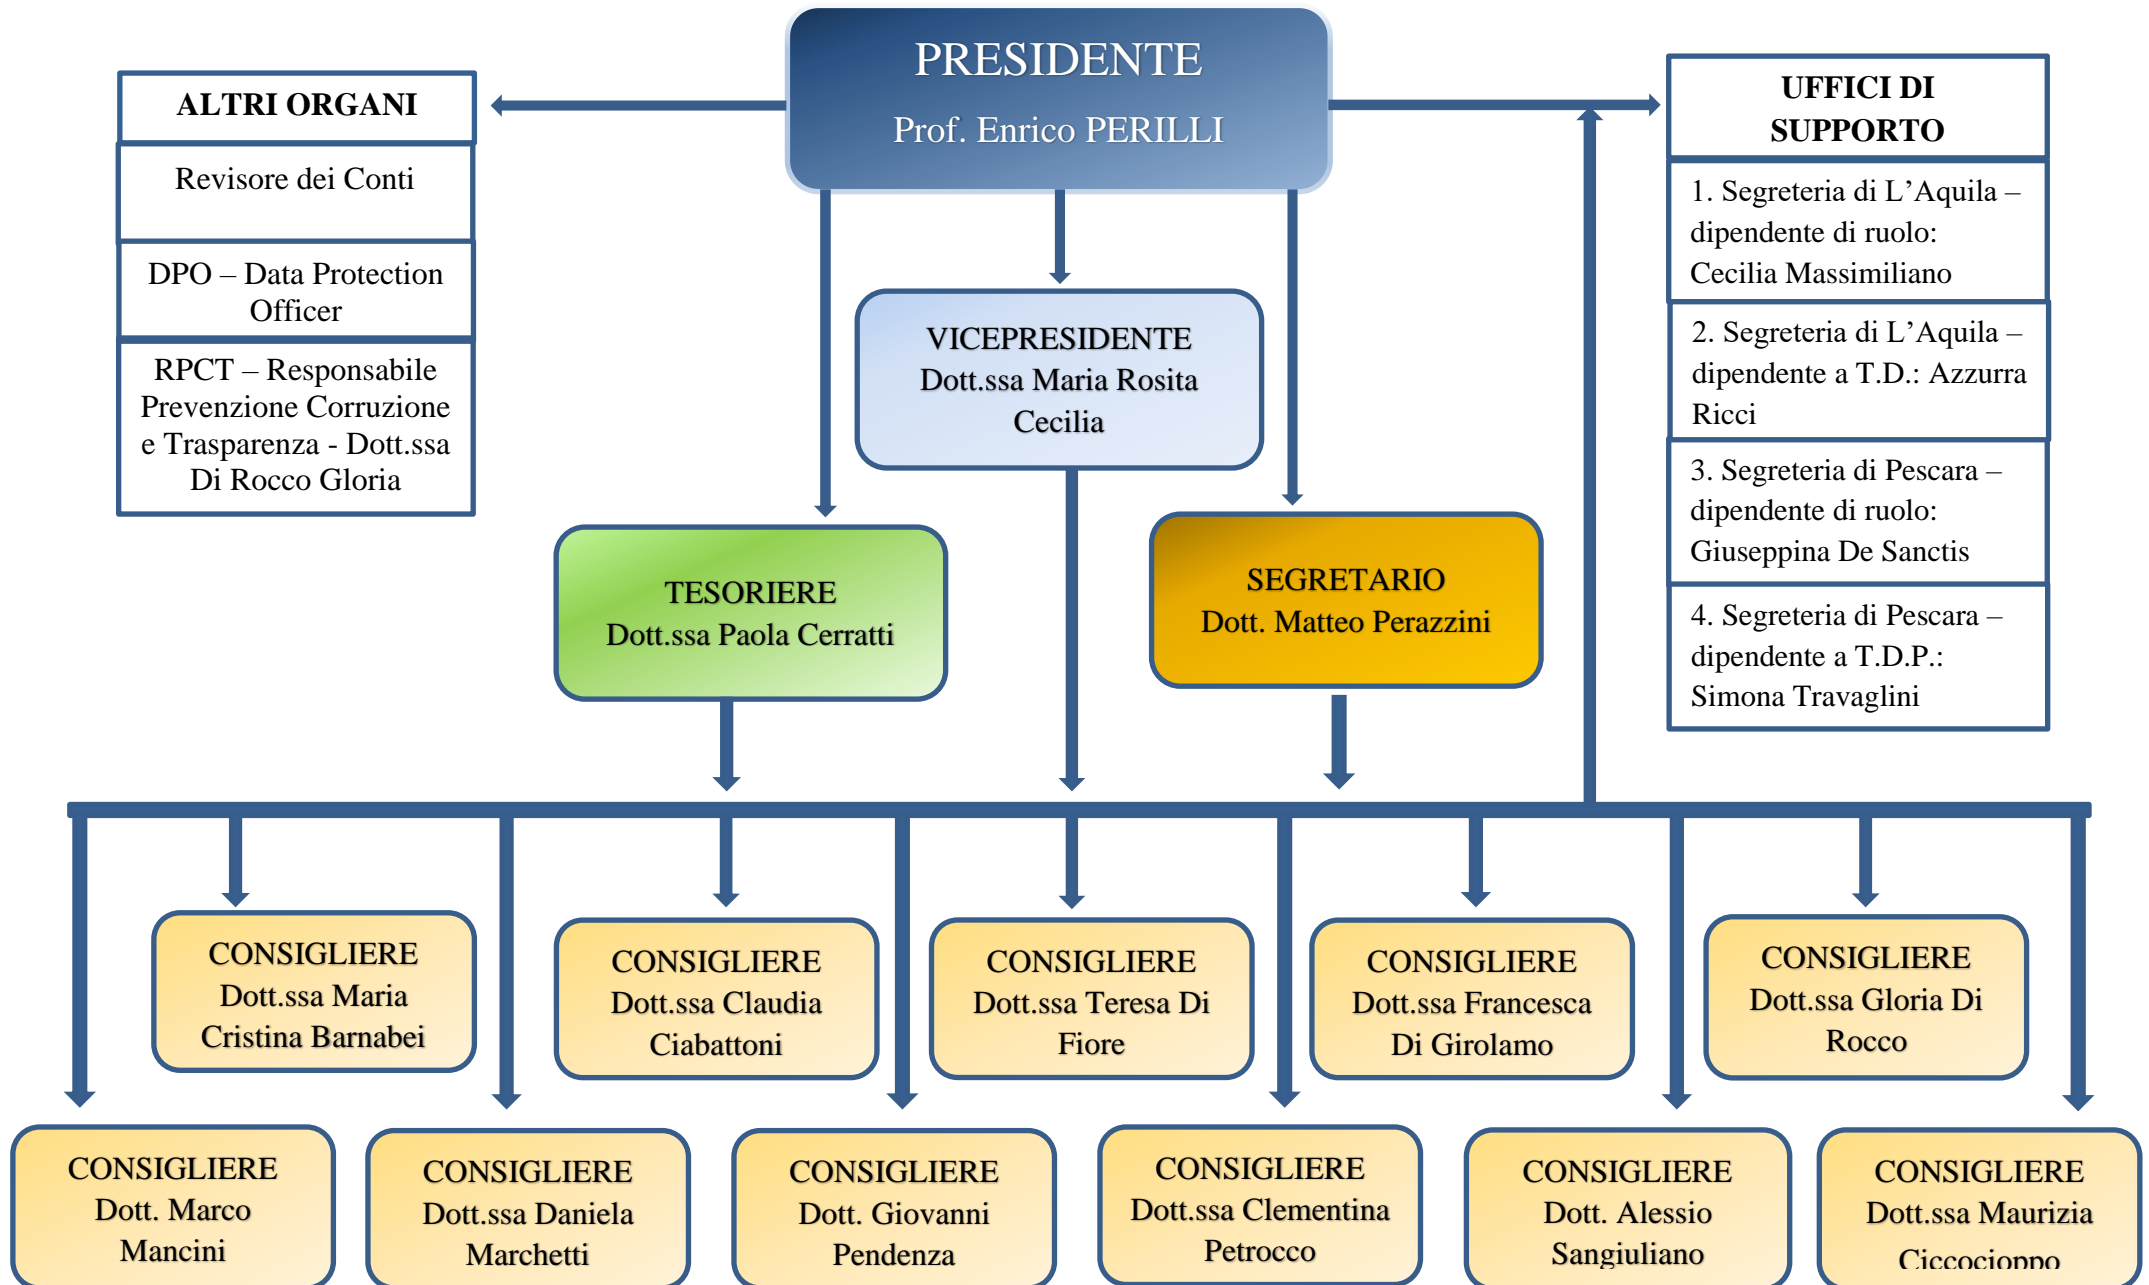 PRESIDENTE
Prof. Enrico PERILLI
ALTRI ORGANI
Revisore dei Conti
DPO – Data Protection
Officer
RPCT – Responsabile
Prevenzione Corruzione
e Trasparenza - Dott.ssa
Di Rocco Gloria
UFFICI DI
SUPPORTO
1. Segreteria di L’Aquila –
dipendente di ruolo:
Cecilia Massimiliano
2. Segreteria di L’Aquila –
dipendente a T.D.: Azzurra
Ricci
3. Segreteria di Pescara –
dipendente di ruolo:
Giuseppina De Sanctis
4. Segreteria di Pescara –
dipendente a T.D.P.:
Simona Travaglini
VICEPRESIDENTE
Dott.ssa Maria Rosita
Cecilia
TESORIERE
Dott.ssa Paola Cerratti
SEGRETARIO
Dott. Matteo Perazzini
CONSIGLIERE
Dott.ssa Maria
Cristina Barnabei
CONSIGLIERE
Dott.ssa Claudia
Ciabattoni
CONSIGLIERE
Dott.ssa Teresa Di
Fiore
CONSIGLIERE
Dott.ssa Francesca
Di Girolamo
CONSIGLIERE
Dott.ssa Gloria Di
Rocco
CONSIGLIERE
Dott. Marco
Mancini
CONSIGLIERE
Dott.ssa Daniela
Marchetti
CONSIGLIERE
Dott. Giovanni
Pendenza
CONSIGLIERE
Dott.ssa Clementina
Petrocco
CONSIGLIERE
Dott. Alessio
Sangiuliano
CONSIGLIERE
Dott.ssa Maurizia
Ciccocioppo